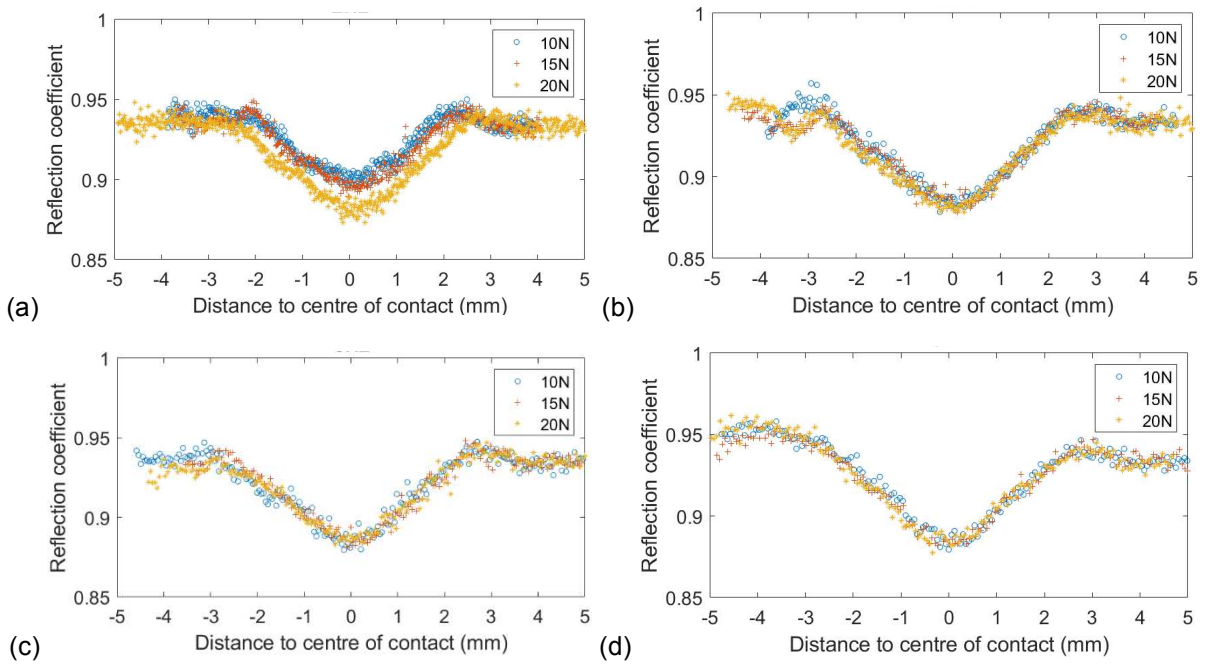 1
0.95
0.9
0.85
Reflection coefficient
10N
15N
20N
-5 -4 -3 -2 -1 0 1 2 3 4 5
Distance to centre of contact (mm)
(a)
1
0.95
0.9
0.85
Reflection coefficient
10N
15N
20N
-5 -4 -3 -2 -1 0 1 2 3 4 5
Distance to centre of contact (mm)
(b)
1
0.95
0.9
0.85
Reflection coefficient
10N
15N
20N
-5 -4 -3 -2 -1 0 1 2 3 4 5
Distance to centre of contact (mm)
(c)
1
0.95
0.9
0.85
Reflection coefficient
10N
15N
20N
-5 -4 -3 -2 -1 0 1 2 3 4 5
Distance to centre of contact (mm)
(d)